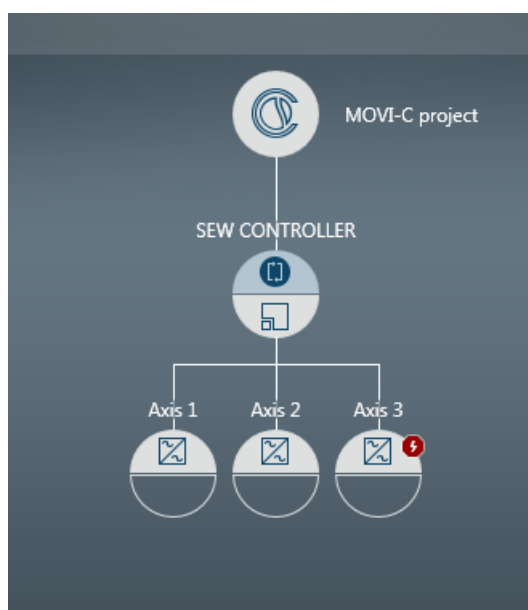 MOVI-C project
SEW CONTROLLER
Axis 1
Axis 2
Axis 3